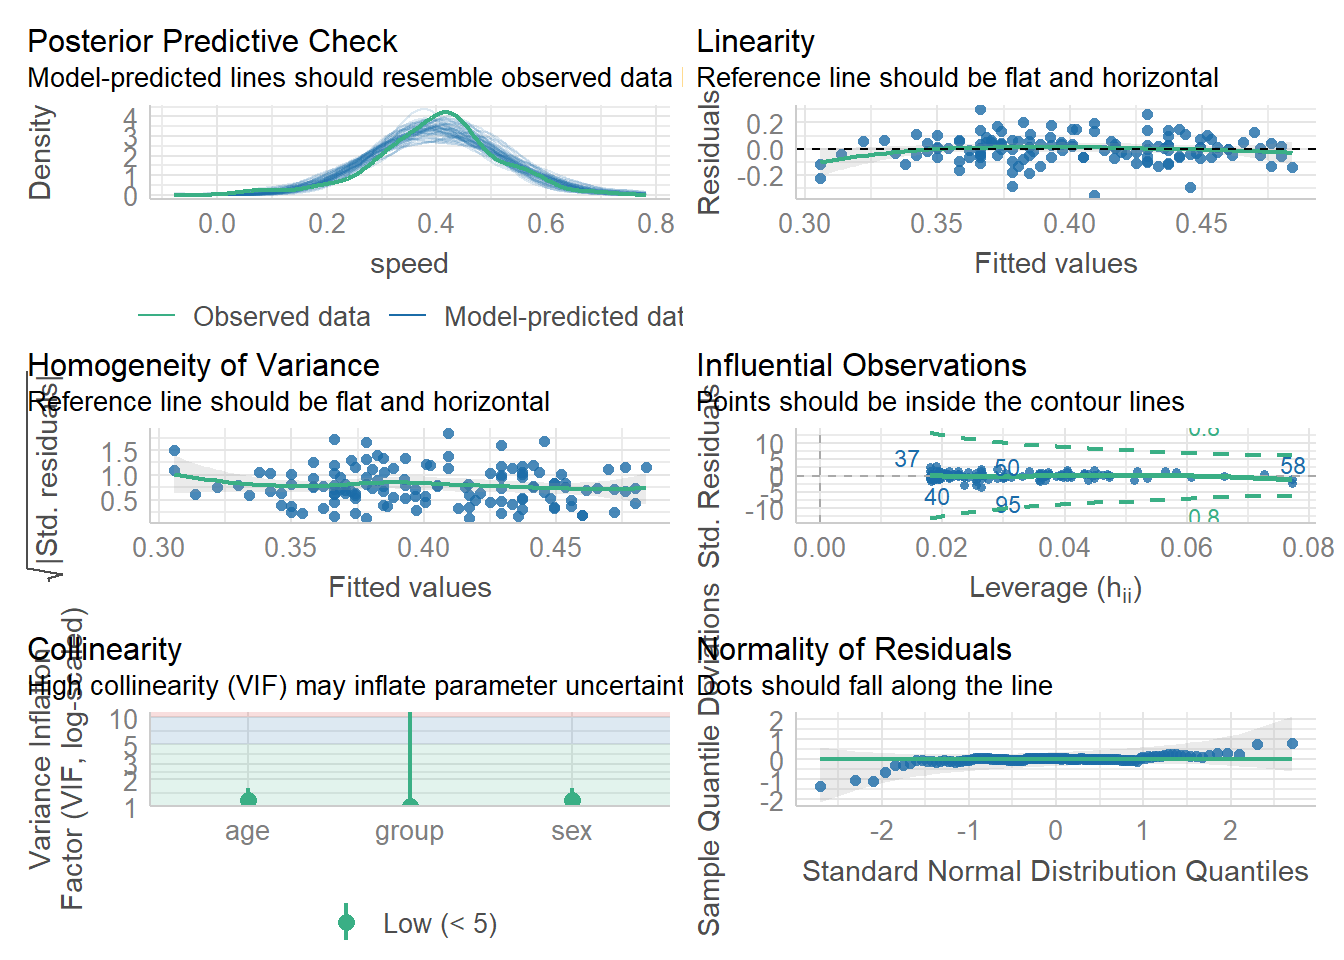 Posterior Predictive Check
Model-predicted lines should resemble observed data
Density
4
3
2
1
0
0.0 0.2 0.4 0.6 0.8
speed
Observed data Model-predicted dat
Linearity
Reference line should be flat and horizontal
Residuals
0.2
0.0
-0.2
0.30 0.35 0.40 0.45
Fitted values
Homogeneity of Variance
Reference line should be flat and horizontal
√|Std. residuals|
1.5
1.0
0.5
0.30 0.35 0.40 0.45
Fitted values
Influential Observations
Points should be inside the contour lines
Std. Residuals
10
5
0
-5
-10
0.8
37 50 58
40 95
0.8
0.00 0.02 0.04 0.06 0.08
Leverage (hii)
Collinearity
High collinearity (VIF) may inflate parameter uncertaint
Variance Inflation
Factor (VIF, log-scaled)
10
5
3
2
1
age group sex
Low (< 5)
Normality of Residuals
Dots should fall along the line
Sample Quantile Deviations
2
1
0
-1
-2
-2 -1 0 1 2
Standard Normal Distribution Quantiles